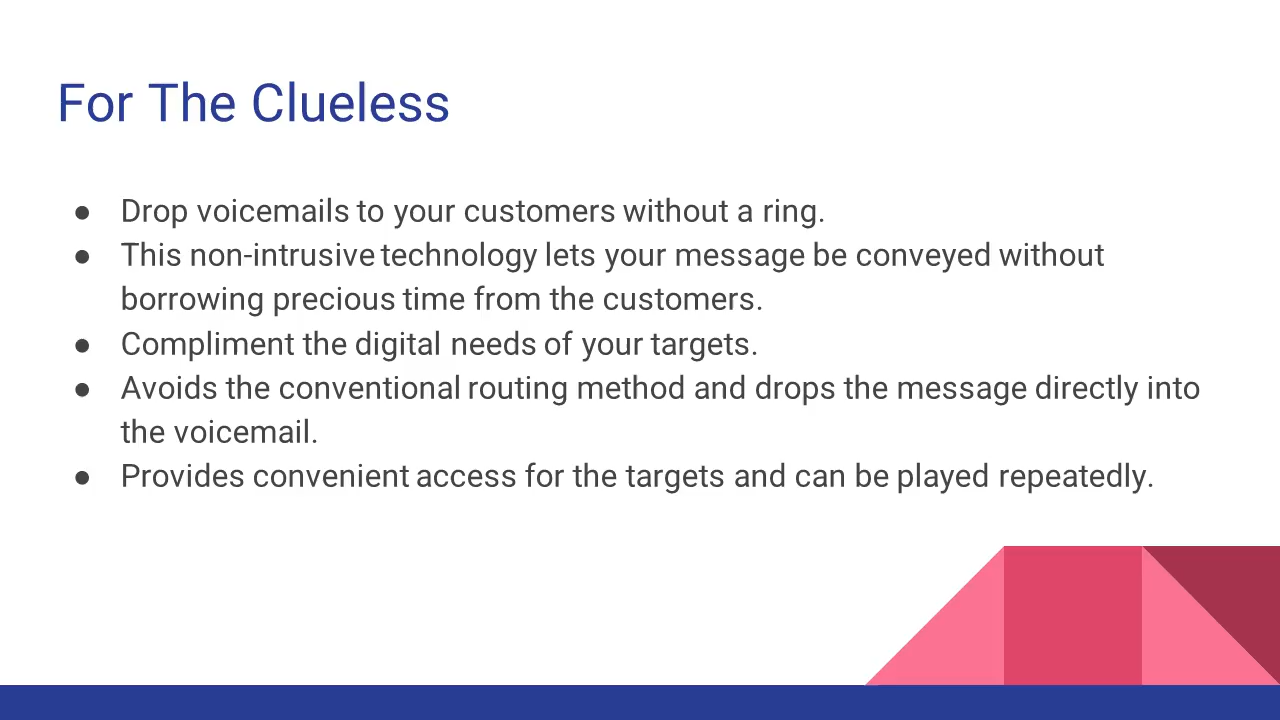 For The Clueless
● Drop voicemails to your customers without a ring.
● This non-intrusive technology lets your message be conveyed without
borrowing precious time from the customers.
● Compliment the digital needs of your targets.
● Avoids the conventional routing method and drops the message directly into
the voicemail.
● Provides convenient access for the targets and can be played repeatedly.